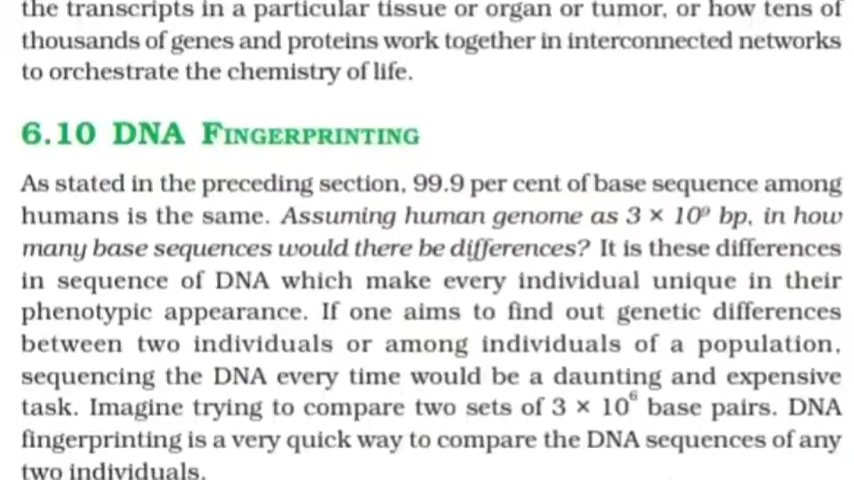 the transcripts in a particular tissue or organ or tumor, or how tens of
thousands of genes and proteins work together in interconnected networks
to orchestrate the chemistry of life.
6.10 DNA FINGERPRINTING
As stated in the preceding section, 99.9 per cent of base sequence among
humans is the same. Assuming human genome as 3 × 10⁹ bp, in how
many base sequences would there be differences? It is these differences
in sequence of DNA which make every individual unique in their
phenotypic appearance. If one aims to find out genetic differences
between two individuals or among individuals of a population,
sequencing the DNA every time would be a daunting and expensive
task. Imagine trying to compare two sets of 3 × 10⁶ base pairs. DNA
fingerprinting is a very quick way to compare the DNA sequences of any
two individuals.